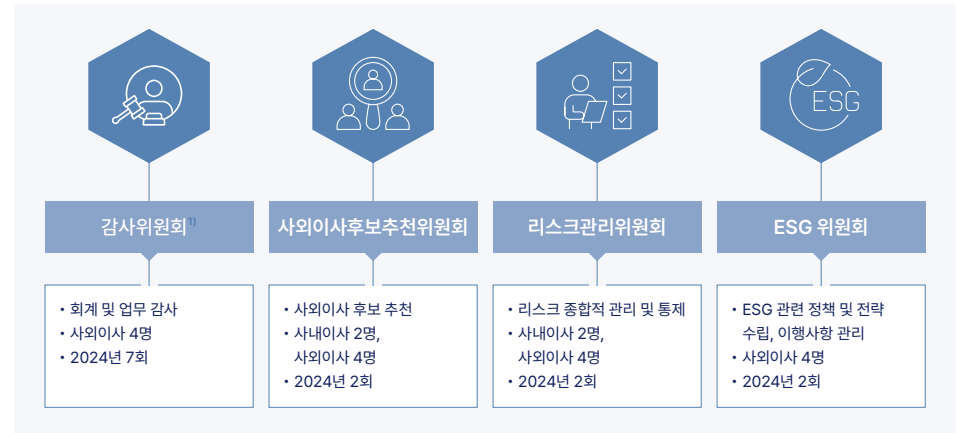 ESG
감사위원회1)
• 회계 및 업무 감사
• 사외이사 4명
• 2024년 7회
사외이사후보추천위원회
• 사외이사 후보 추천
• 사내이사 2명,
사외이사 4명
• 2024년 2회
리스크관리위원회
• 리스크 종합적 관리 및 통제
• 사내이사 2명,
사외이사 4명
• 2024년 2회
ESG 위원회
• ESG 관련 정책 및 전략
수립, 이행사항 관리
• 사외이사 4명
• 2024년 2회